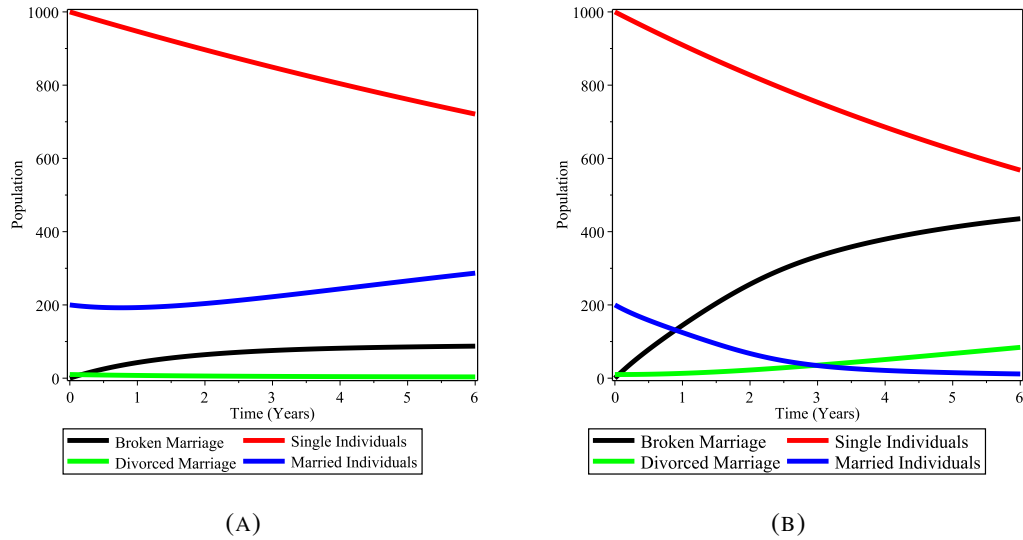 1000
800
600
400
200
0
Population
0 1 2 3 4 5 6
Time (Years)
Broken Marriage Single Individuals
Divorced Marriage Married Individuals
(A)
1000
800
600
400
200
0
Population
0 1 2 3 4 5 6
Time (Years)
Broken Marriage Single Individuals
Divorced Marriage Married Individuals
(B)